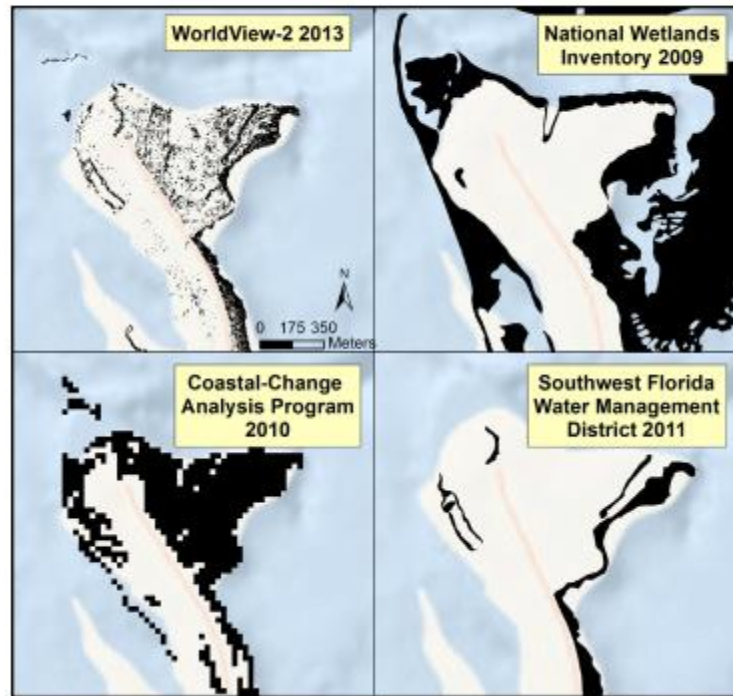 WorldView-2 2013
National Wetlands
Inventory 2009
N
0 175 350
Meters
Coastal-Change
Analysis Program
2010
Southwest Florida
Water Management
District 2011